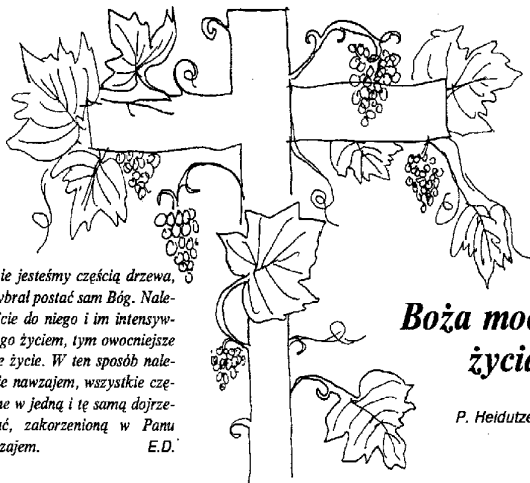 ie jesteśmy częścią drzewa,
ybrał postać sam Bóg. Nale-
cie do niego i im intensyw-
go życiem, tym owocniejsze
e życie. W ten sposób nale-
ie nawzajem, wszystkie czę-
ne w jedną i tę samą dojrze-
ć, zakorzenioną w Panu
zajem. E.D.
Boża moc
życia
P. Heidutze